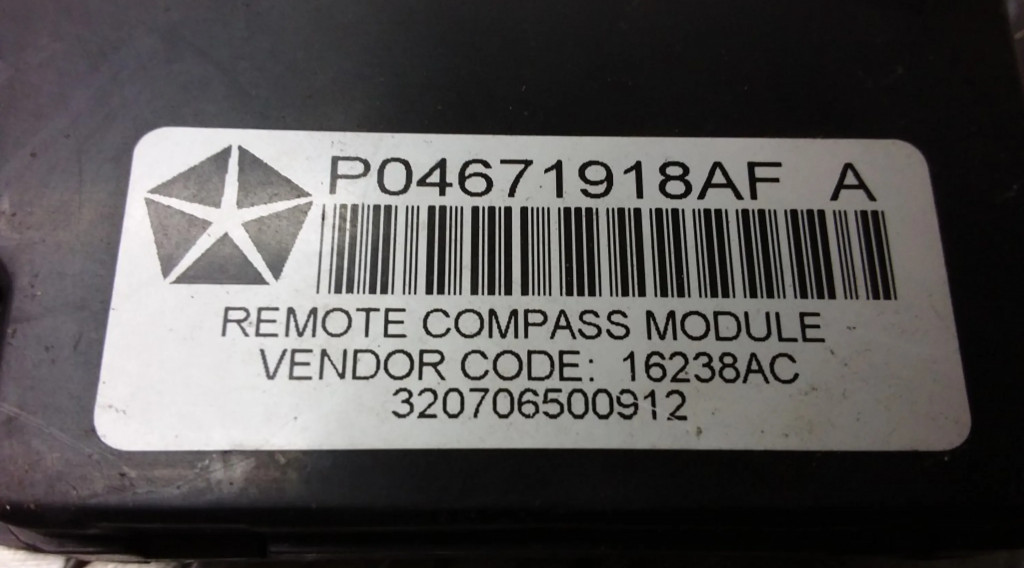 P04671918AF A
REMOTE COMPASS MODULE
VENDOR CODE: 16238AC
320706500912